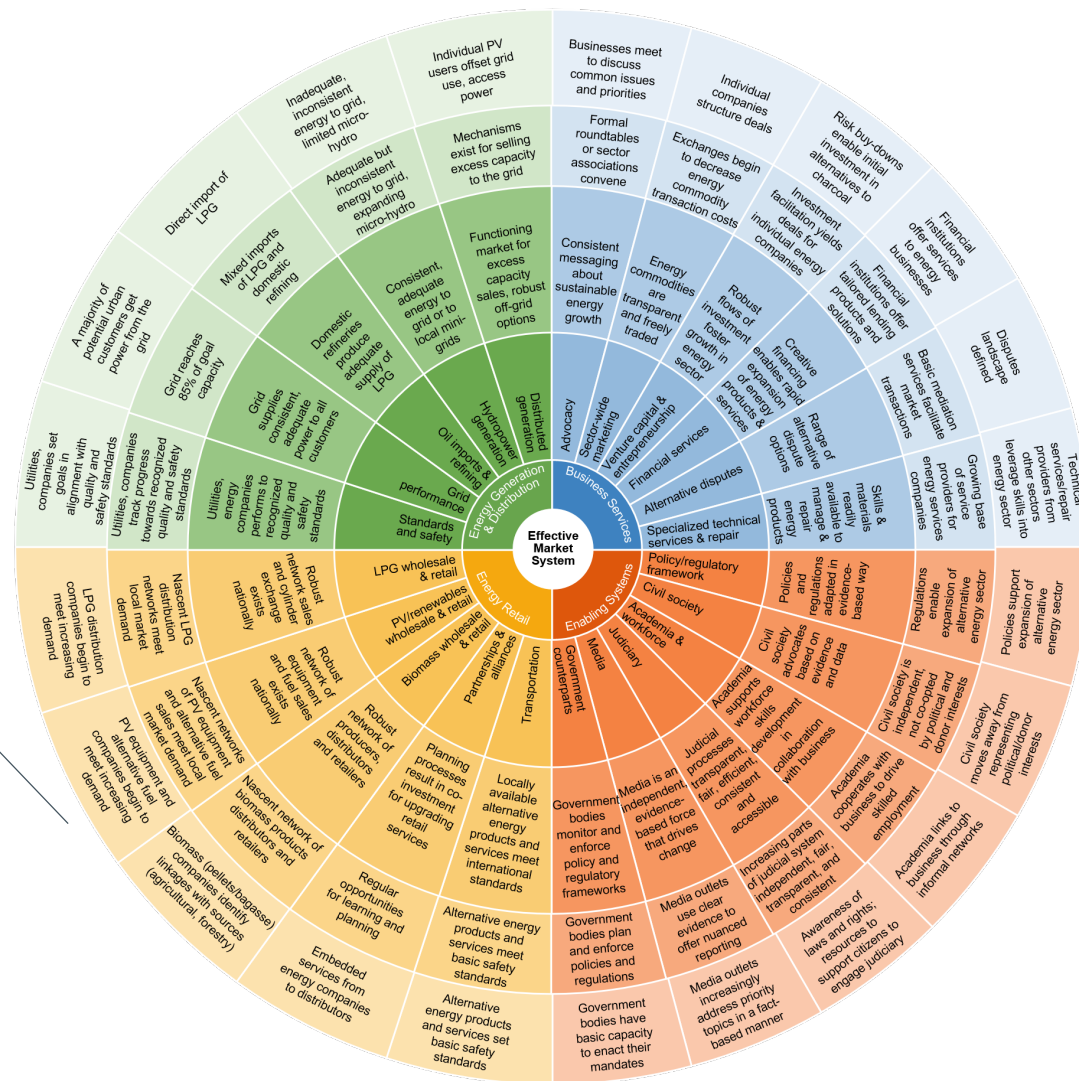 Effective
Market
System
Energy Generation
& Distribution
Standards
and safety
Utilities,
energy
companies
performs to
recognized
quality and
safety
standards
Utilities, companies
track progress
towards recognized
quality and safety
standards
Utilities,
companies set
goals in
alignment with
quality and
safety standards
Grid
performance
Grid
supplies
consistent,
adequate
power to all
customers
Grid reaches
85% of goal
capacity
A majority of
potential urban
customers get
power from the
grid
Oil imports &
refining
Domestic
refineries
produce
adequate
supply of
LPG
Mixed imports
of LPG and
domestic
refining
Direct import of
LPG
Hydropower
generation
Consistent,
adequate
energy to
grid or to
local mini-
grids
Adequate but
inconsistent
energy to grid,
expanding
micro-hydro
Inadequate,
inconsistent
energy to grid,
limited micro-
hydro
Distributed
generation
Functioning
market for
excess
capacity
sales, robust
off-grid
options
Mechanisms
exist for selling
excess capacity
to the grid
Individual PV
users offset grid
use, access
power
Business Services
Advocacy
Consistent
messaging
about
sustainable
energy
growth
Formal
roundtables
or sector
associations
convene
Businesses meet
to discuss
common issues
and priorities
Sector-wide
marketing
Energy
commodities
are
transparent
and freely
traded
Exchanges begin
to decrease
energy
commodity
transaction costs
Individual
companies
structure deals
Venture capital &
entrepreneurship
Robust
flows of
investment
foster
growth in
energy
sector
Investment
facilitation yields
deals for
individual energy
companies
Risk buy-downs
enable initial
investment in
alternatives to
charcoal
Financial services
Creative
financing
enables rapid
expansion
of energy
products &
services
Financial
institutions offer
tailored lending
products and
solutions
Financial
institutions
offer services
to energy
businesses
Alternative disputes
Range of
alternative
dispute
options
Basic mediation
services facilitate
market
transactions
Disputes
landscape
defined
Specialized technical
services & repair
Skills &
materials
readily
available to
manage &
repair
energy
products
Growing base
of service
providers for
energy services
companies
Technical
services/repair
providers from
other sectors
leverage skills into
energy sector
Enabling Systems
Policy/regulatory
framework
Policies
and
regulations
adapted in
evidence-
based way
Regulations
enable
expansion of
alternative
energy sector
Policies support
expansion of
alternative
energy sector
Civil society
Civil
society
advocates
based on
evidence
and data
Civil society is
independent,
not co-opted
by political and
donor interests
Civil society
moves away from
representing
political/donor
interests
Academia &
workforce
Academia
supports
workforce
skills
development
in
collaboration
with business
Academia
cooperates with
business to drive
skilled
employment
Academia links to
business through
informal networks
Judiciary
Judicial
processes
transparent,
fair, efficient,
consistent
and
accessible
Increasing parts
of judicial system
independent, fair,
transparent, and
consistent
Awareness of
laws and rights;
resources to
support citizens to
engage judiciary
Media
Media is an
independent,
evidence-
based force
that drives
change
Media outlets
use clear
evidence to
offer nuanced
reporting
Media outlets
increasingly
address priority
topics in a fact-
based manner
Government
counterparts
Government
bodies
monitor and
enforce
policy and
regulatory
frameworks
Government
bodies plan
and enforce
policies and
regulations
Government
bodies have
basic capacity
to enact their
mandates
Energy Retail
Transportation
Locally
available
alternative
energy
products and
services meet
international
standards
Alternative energy
products and
services meet
basic safety
standards
Alternative
energy products
and services set
basic safety
standards
Partnerships &
alliances
Planning
processes
result in co-
investment
for upgrading
retail
services
Regular
opportunities
for learning and
planning
Embedded
services from
energy companies
to distributors
Biomass wholesale
& retail
Robust
network of
producers,
distributors
and retailers
Nascent network of
biomass products
distributors and
retailers
Biomass (pellets/bagasse)
companies identify
linkages with sources
(agricultural, forestry)
PV/renewables
wholesale & retail
Robust
network of
equipment
and fuel sales
exists
nationally
Nascent networks
of PV equipment
and alternative fuel
sales meet local
market demand
PV equipment and
alternative fuel
companies begin to
meet increasing
demand
LPG wholesale
& retail
Robust
network sales
and cylinder
exchange
exists
nationally
Nascent LPG
distribution
networks meet
local market
demand
LPG distribution
companies begin to
meet increasing
demand